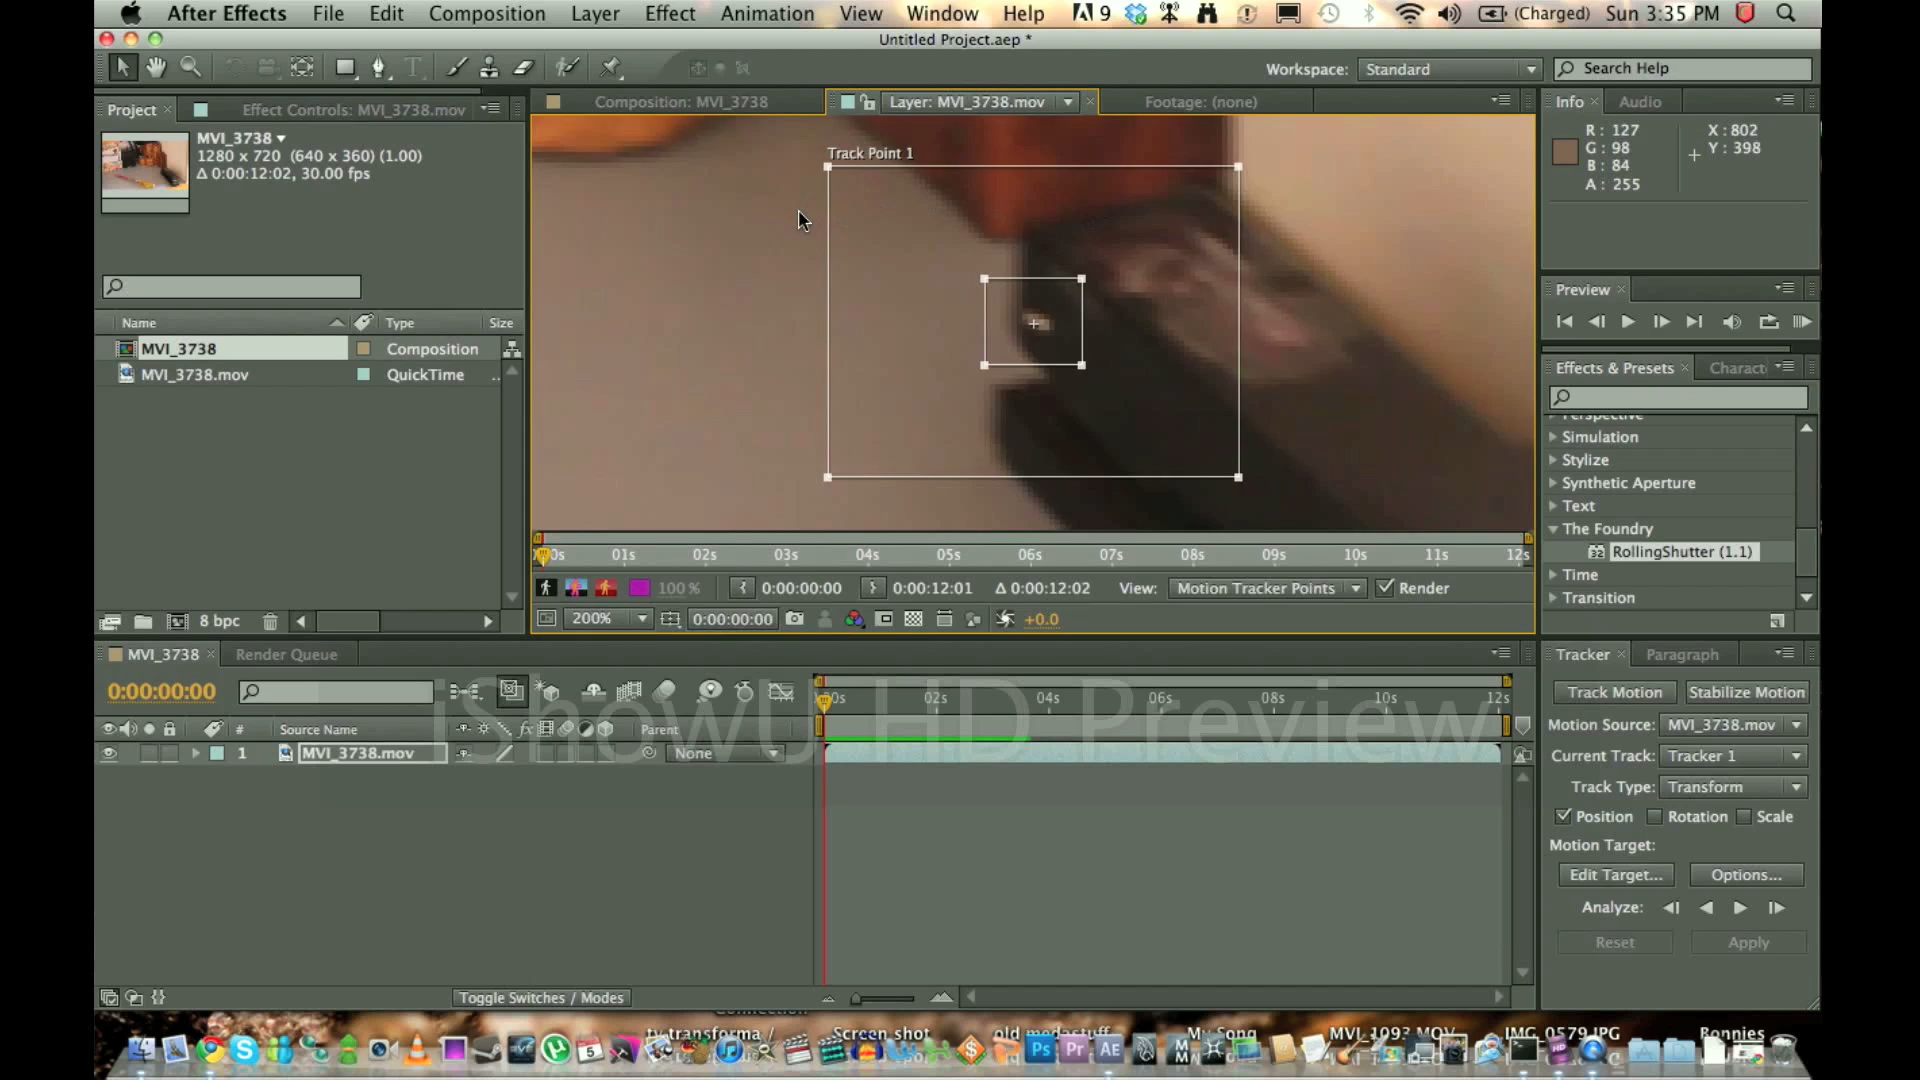 After Effects File Edit Composition Layer Effect Animation View Window Help 9 (Charged) Sun 3:35 PM
Untitled Project.aep *
Workspace: Standard Search Help
Project Effect Controls: MVI_3738.mov
Composition: MVI_3738 Layer: MVI_3738.mov Footage: (none)
Info Audio
MVI_3738
1280 x 720 (640 x 360) (1.00)
Δ 0:00:12:02, 30.00 fps
R: 127
G: 98
B: 84
A: 255
X: 802
Y: 398
Track Point 1
Preview
Name Type Size
MVI_3738 Composition
MVI_3738.mov QuickTime ..
Effects & Presets Charact
Perspective
Simulation
Stylize
Synthetic Aperture
Text
The Foundry
32 RollingShutter (1.1)
Time
Transition
0s 01s 02s 03s 04s 05s 06s 07s 08s 09s 10s 11s 12s
100 % 0:00:00:00 0:00:12:01 Δ 0:00:12:02 View: Motion Tracker Points Render
8 bpc
200% 0:00:00:00 +0.0
MVI_3738 Render Queue
0:00:00:00
00s 02s 04s 06s 08s 10s 12s
# Source Name fx Parent
1 MVI_3738.mov None
iShowU HD Preview
Tracker Paragraph
Track Motion Stabilize Motion
Motion Source: MVI_3738.mov
Current Track: Tracker 1
Track Type: Transform
Position Rotation Scale
Motion Target:
Edit Target... Options...
Analyze:
Reset Apply
Toggle Switches / Modes
tv transforma / Screen shot old modastuff My Song MVI_1093.MOV IMG_0579.JPG Bonnies
5 Ps Pr AE HD